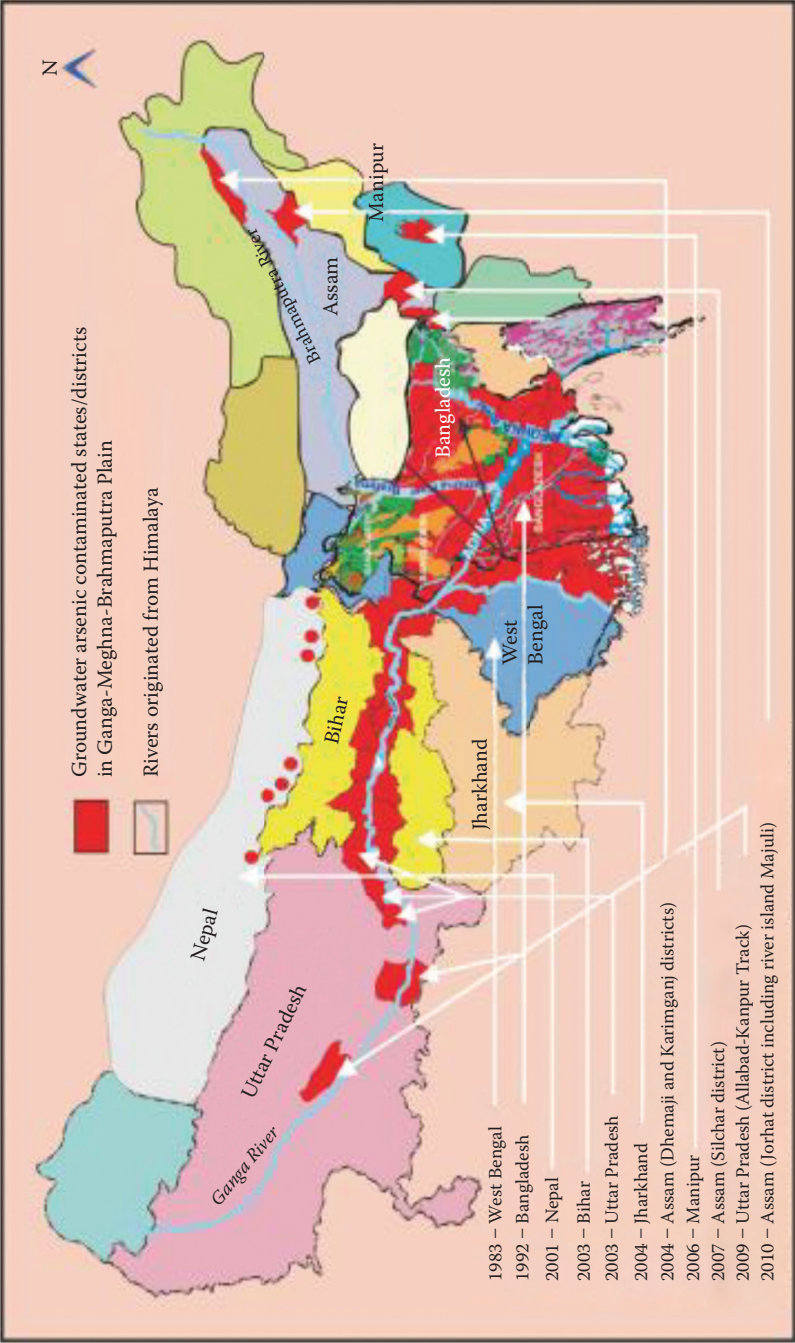 N
Groundwater arsenic contaminated states/districts
in Ganga-Meghna-Brahmaputra Plain
Rivers originated from Himalaya
Nepal
Uttar Pradesh
Ganga River
Bihar
Jharkhand
West
Bengal
Bangladesh
BANGLADESH
MEGHNA
Assam
Brahmaputra River
Manipur
1983 – West Bengal
1992 – Bangladesh
2001 – Nepal
2003 – Bihar
2003 – Uttar Pradesh
2004 – Jharkhand
2004 – Assam (Dhemaji and Karimganj districts)
2006 – Manipur
2007 – Assam (Silchar district)
2009 – Uttar Pradesh (Allabad-Kanpur Track)
2010 – Assam (Jorhat district including river island Majuli)